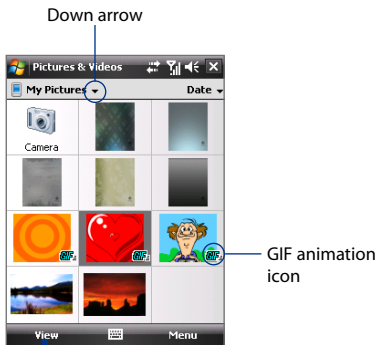 Down arrow
Pictures & Videos
My Pictures
Date
Camera
GIF
GIF
GIF
GIF animation
icon
View
Menu